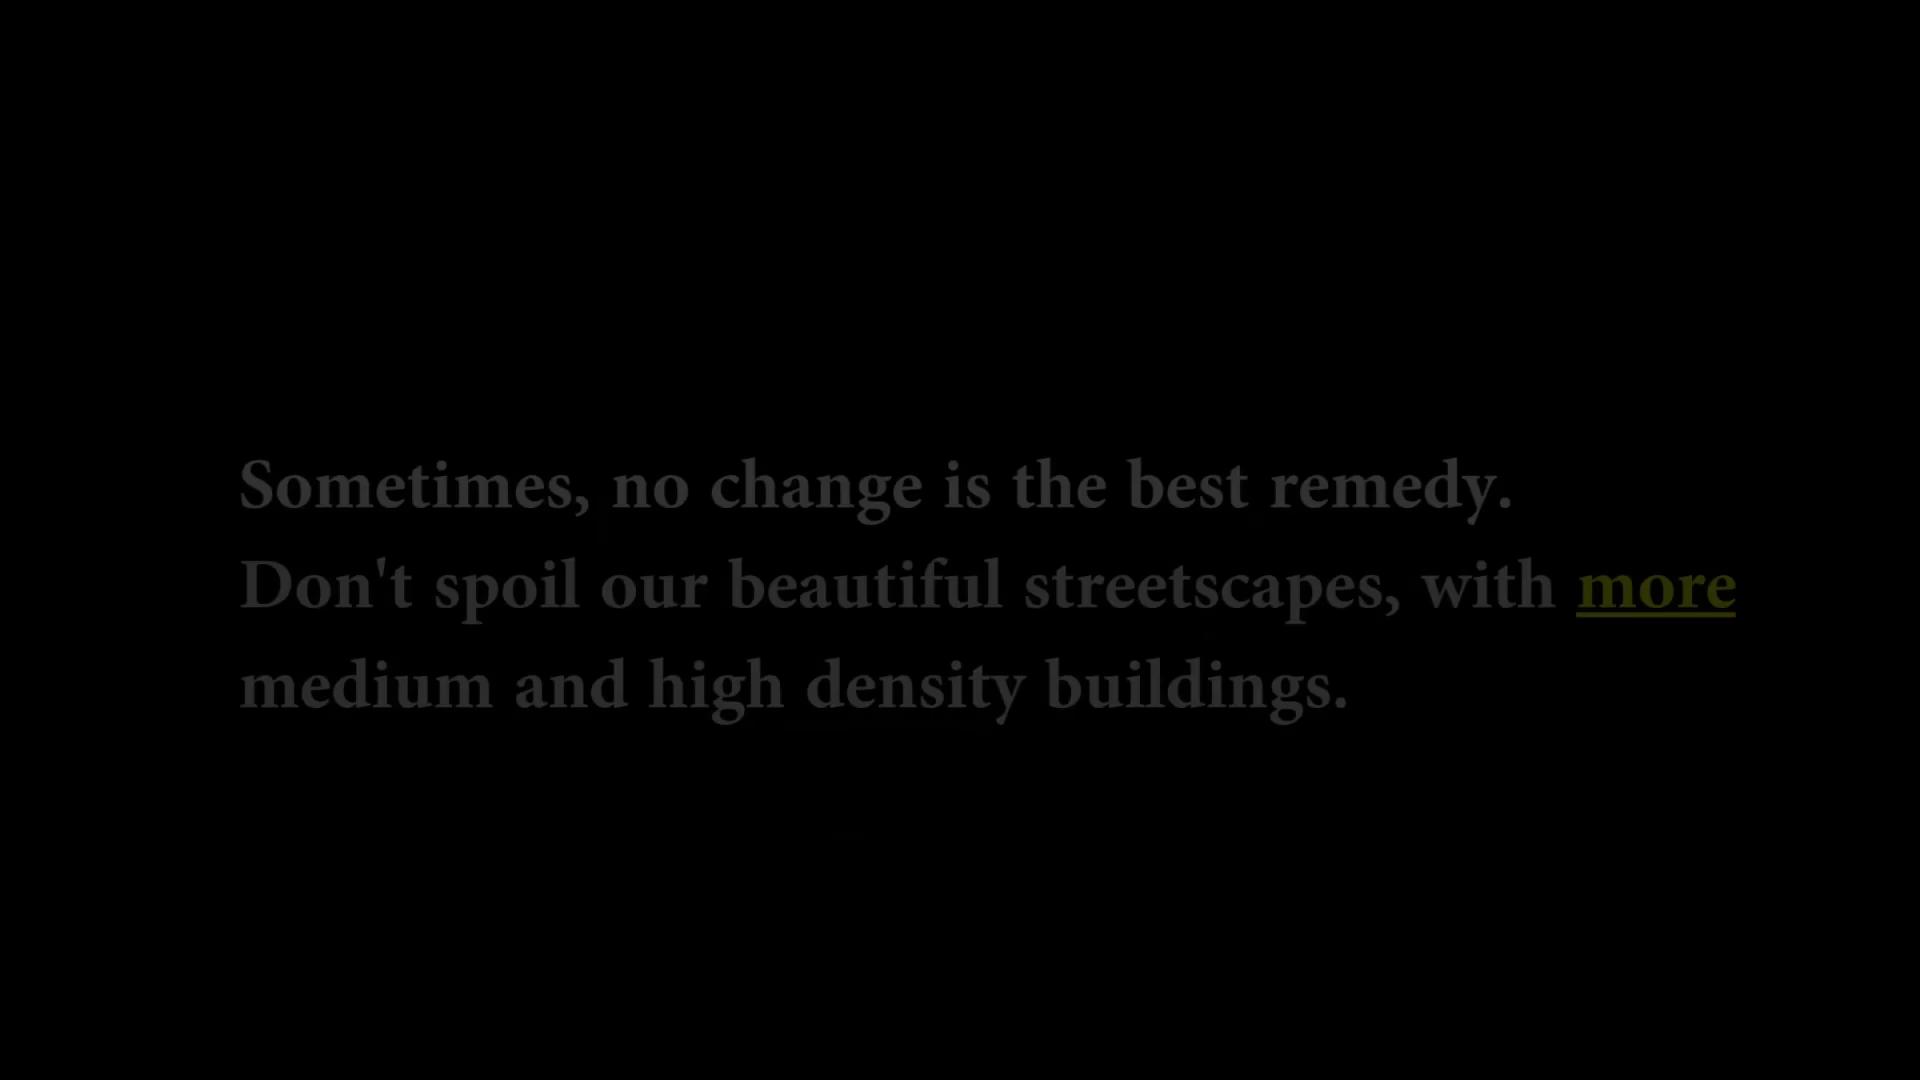 Sometimes, no change is the best remedy.
Don't spoil our beautiful streetscapes, with more
medium and high density buildings.